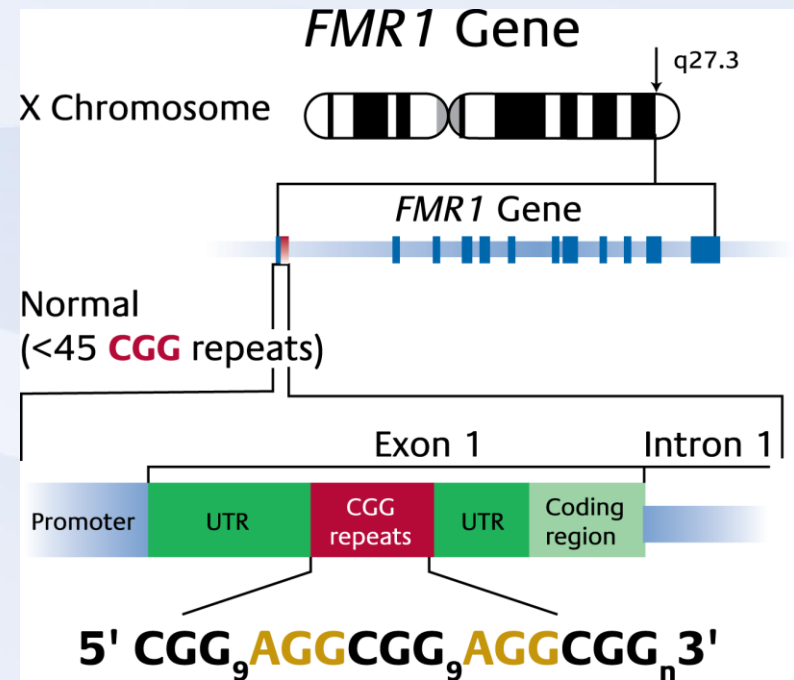 FMR1 Gene
q27.3
X Chromosome
FMR1 Gene
Normal
(<45 CGG repeats)
Exon 1
Intron 1
Promoter
UTR
CGG
repeats
UTR
Coding
region
5' CGG₉AGGCGG₉AGGCGGₙ3'